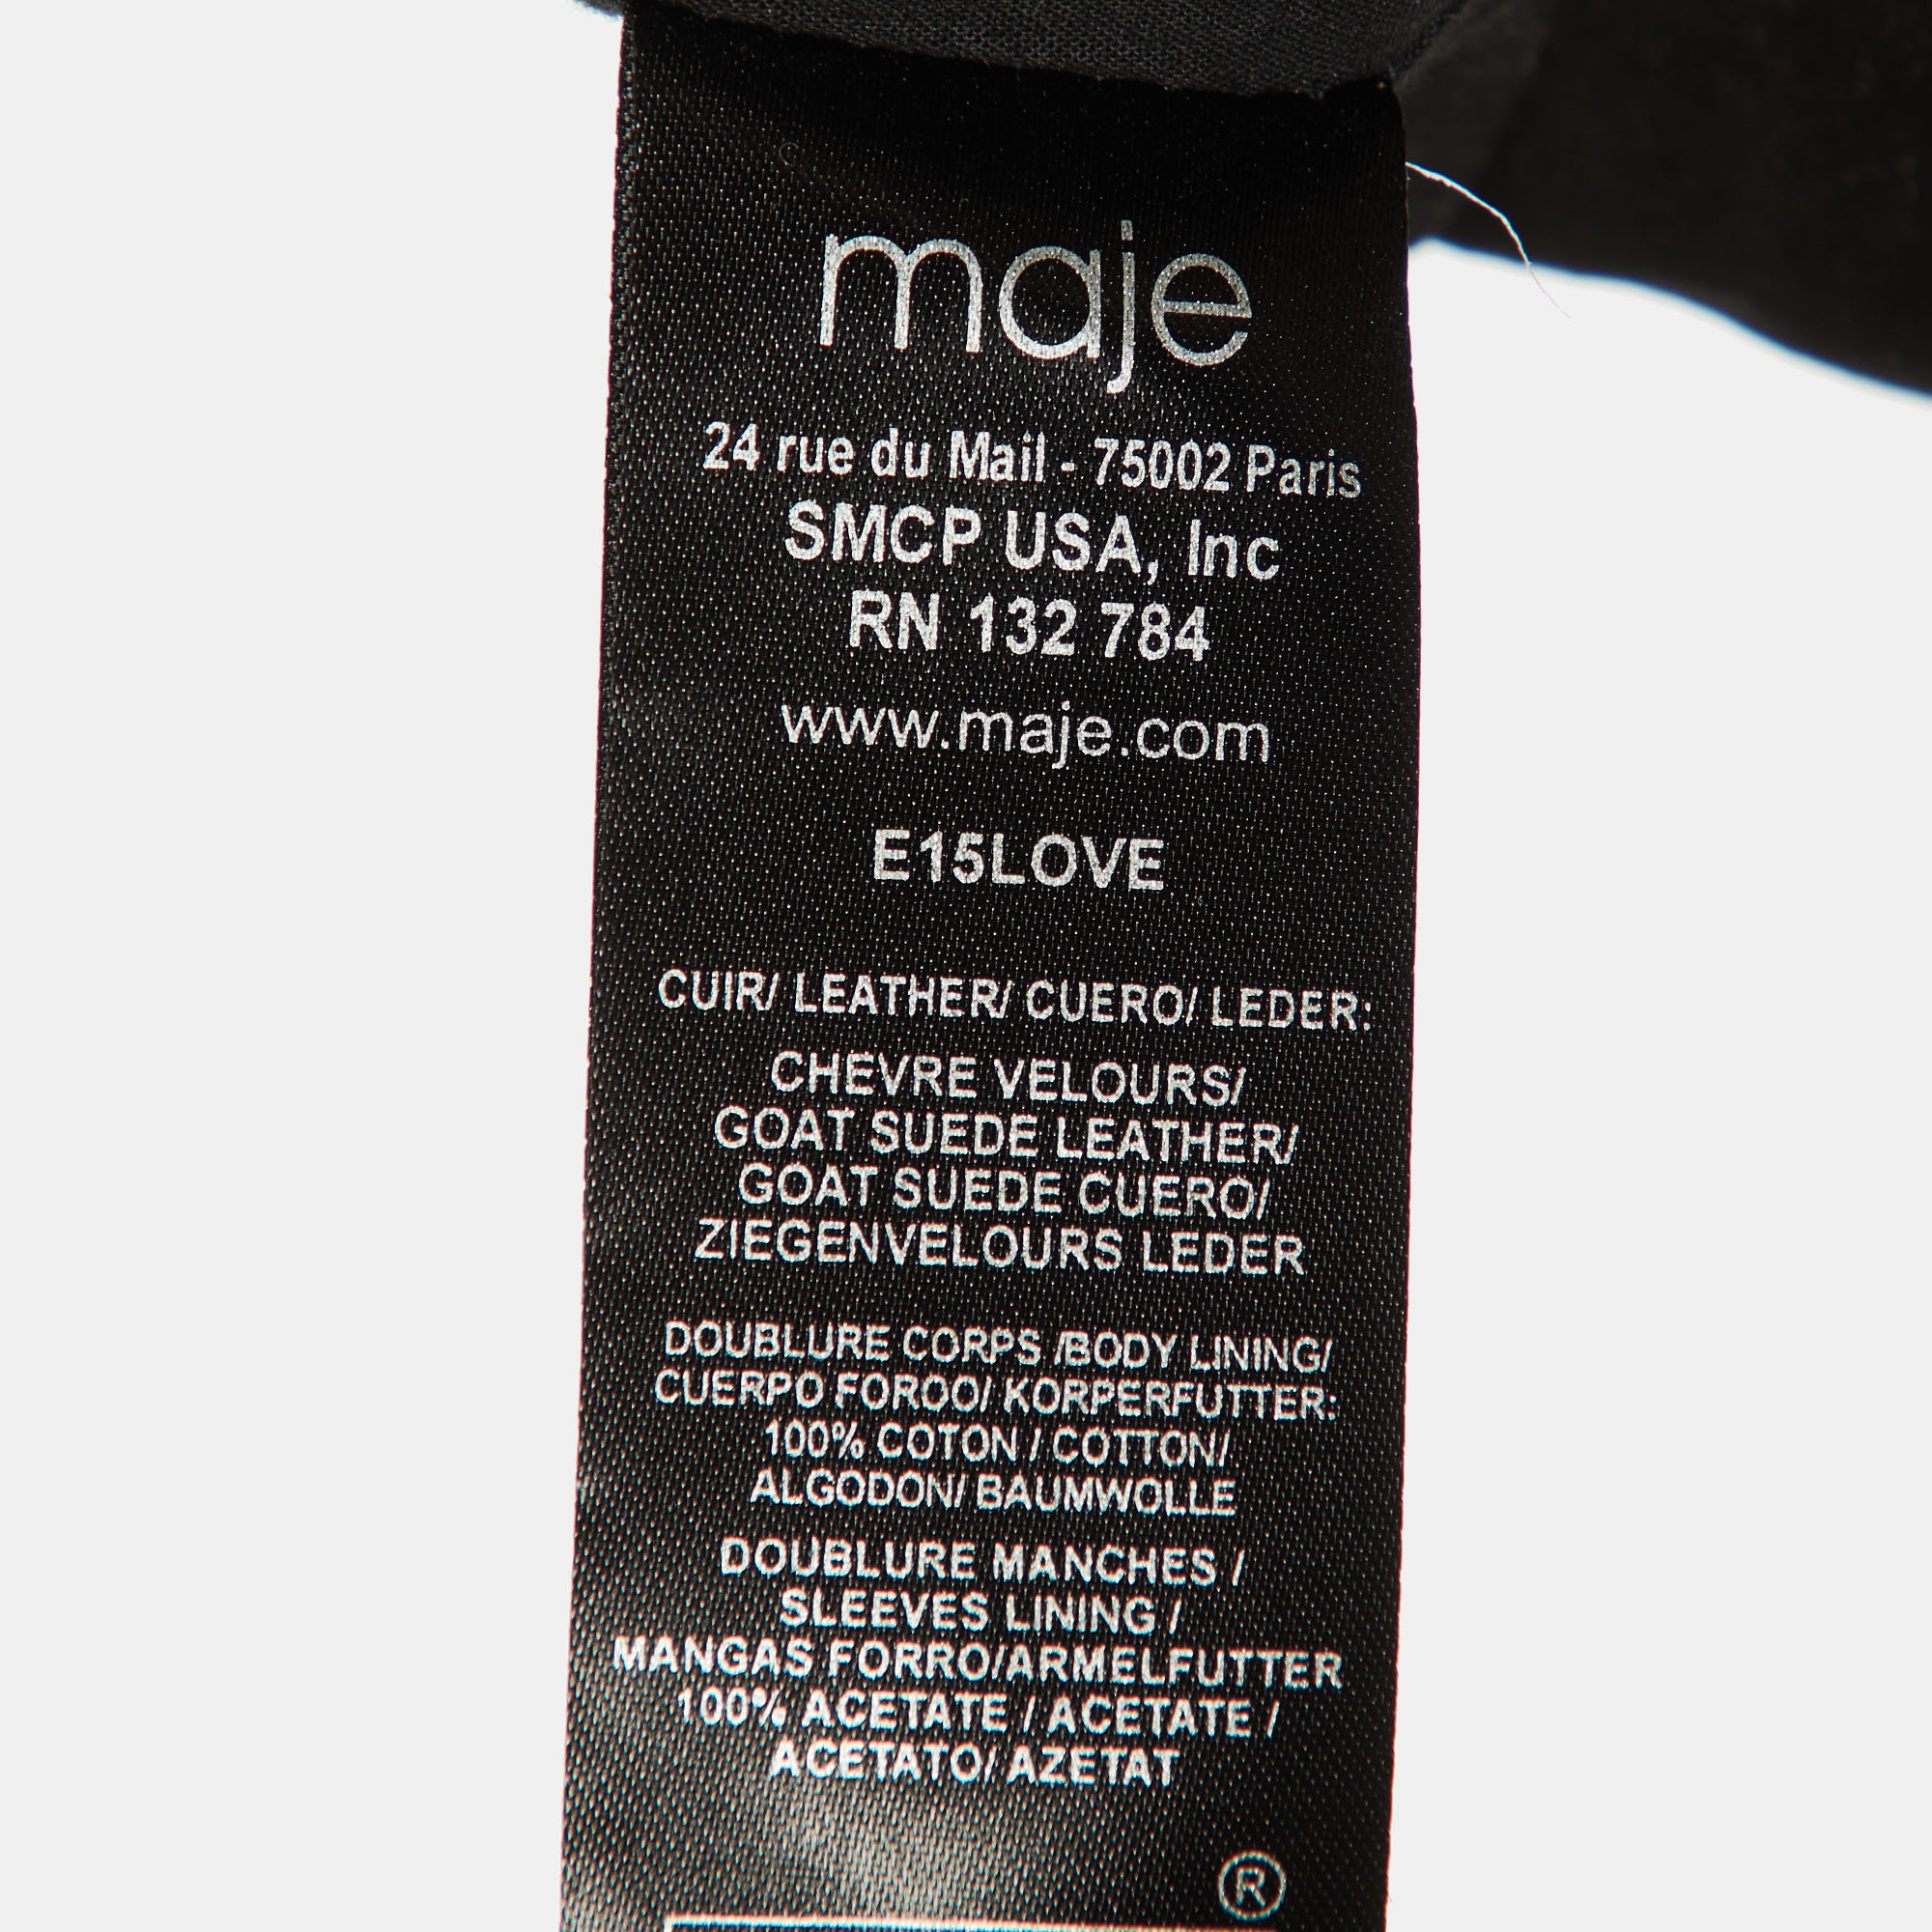 maje
24 rue du Mail - 75002 Paris
SMCP USA, Inc
RN 132 784
www.maje.com
E15LOVE
CUIR/ LEATHER/ CUERO/ LEDER:
CHEVRE VELOURS/
GOAT SUEDE LEATHER/
GOAT SUEDE CUERO/
ZIEGENVELOURS LEDER
DOUBLURE CORPS /BODY LINING/
CUERPO FOROO/ KORPERFUTTER:
100% COTON / COTTON/
ALGODON/ BAUMWOLLE
DOUBLURE MANCHES /
SLEEVES LINING /
MANGAS FORRO/ARMELFUTTER
100% ACETATE / ACETATE /
ACETATO/ AZETAT
®